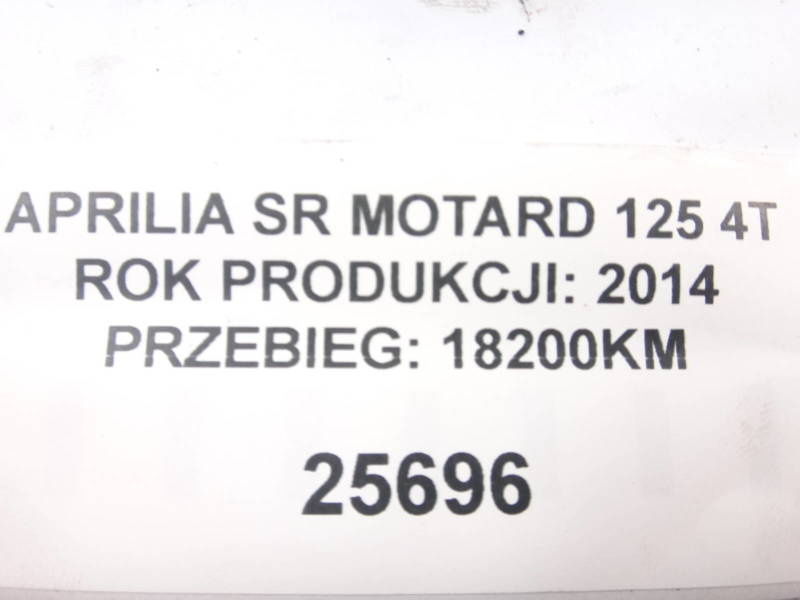 APRILIA SR MOTARD 125 4T
ROK PRODUKCJI: 2014
PRZEBIEG: 18200KM
25696